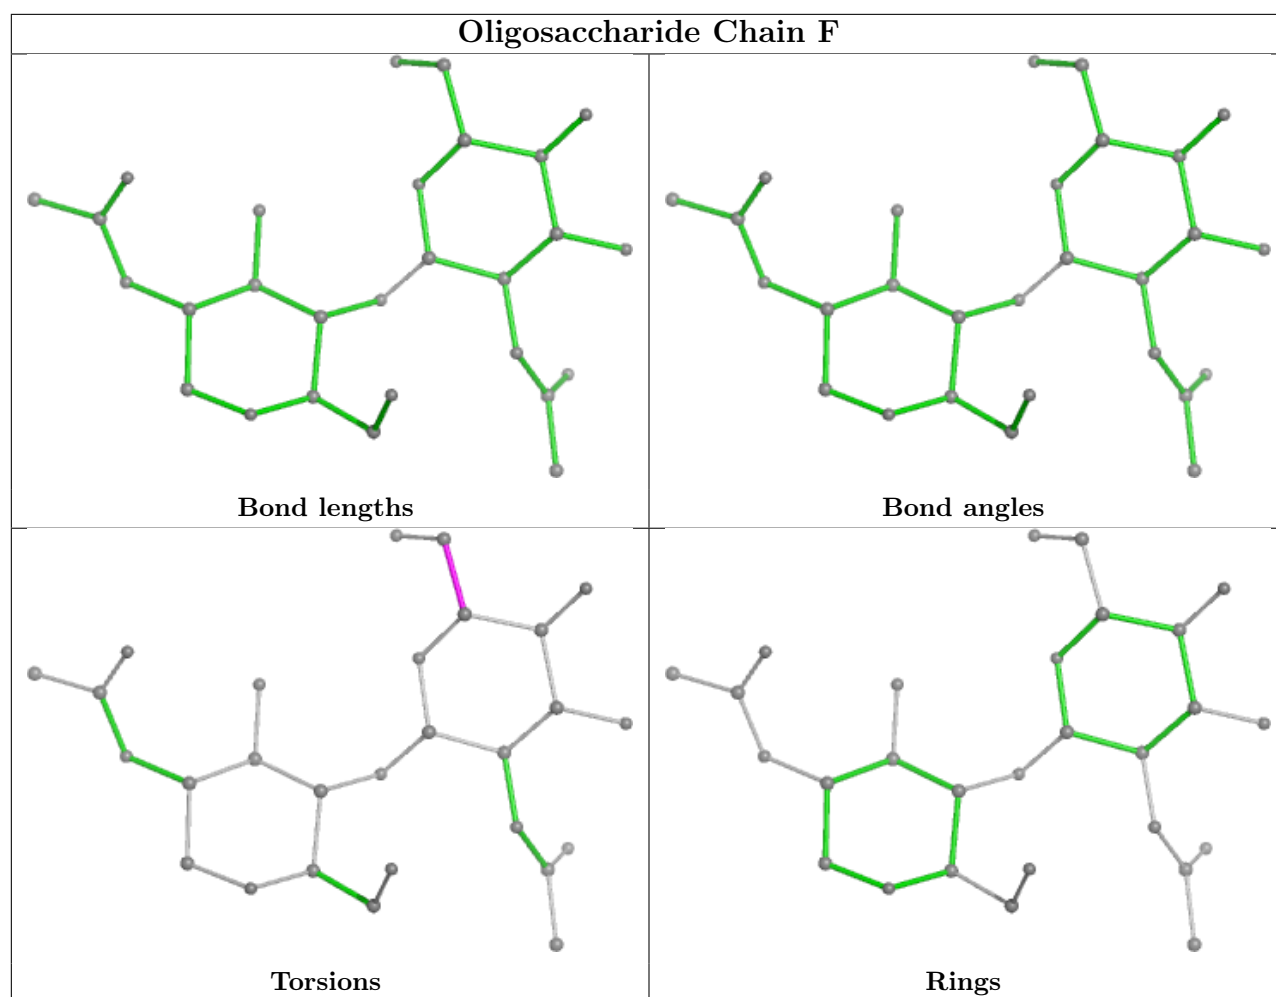 Oligosaccharide Chain F
Bond lengths
Bond angles
Torsions
Rings